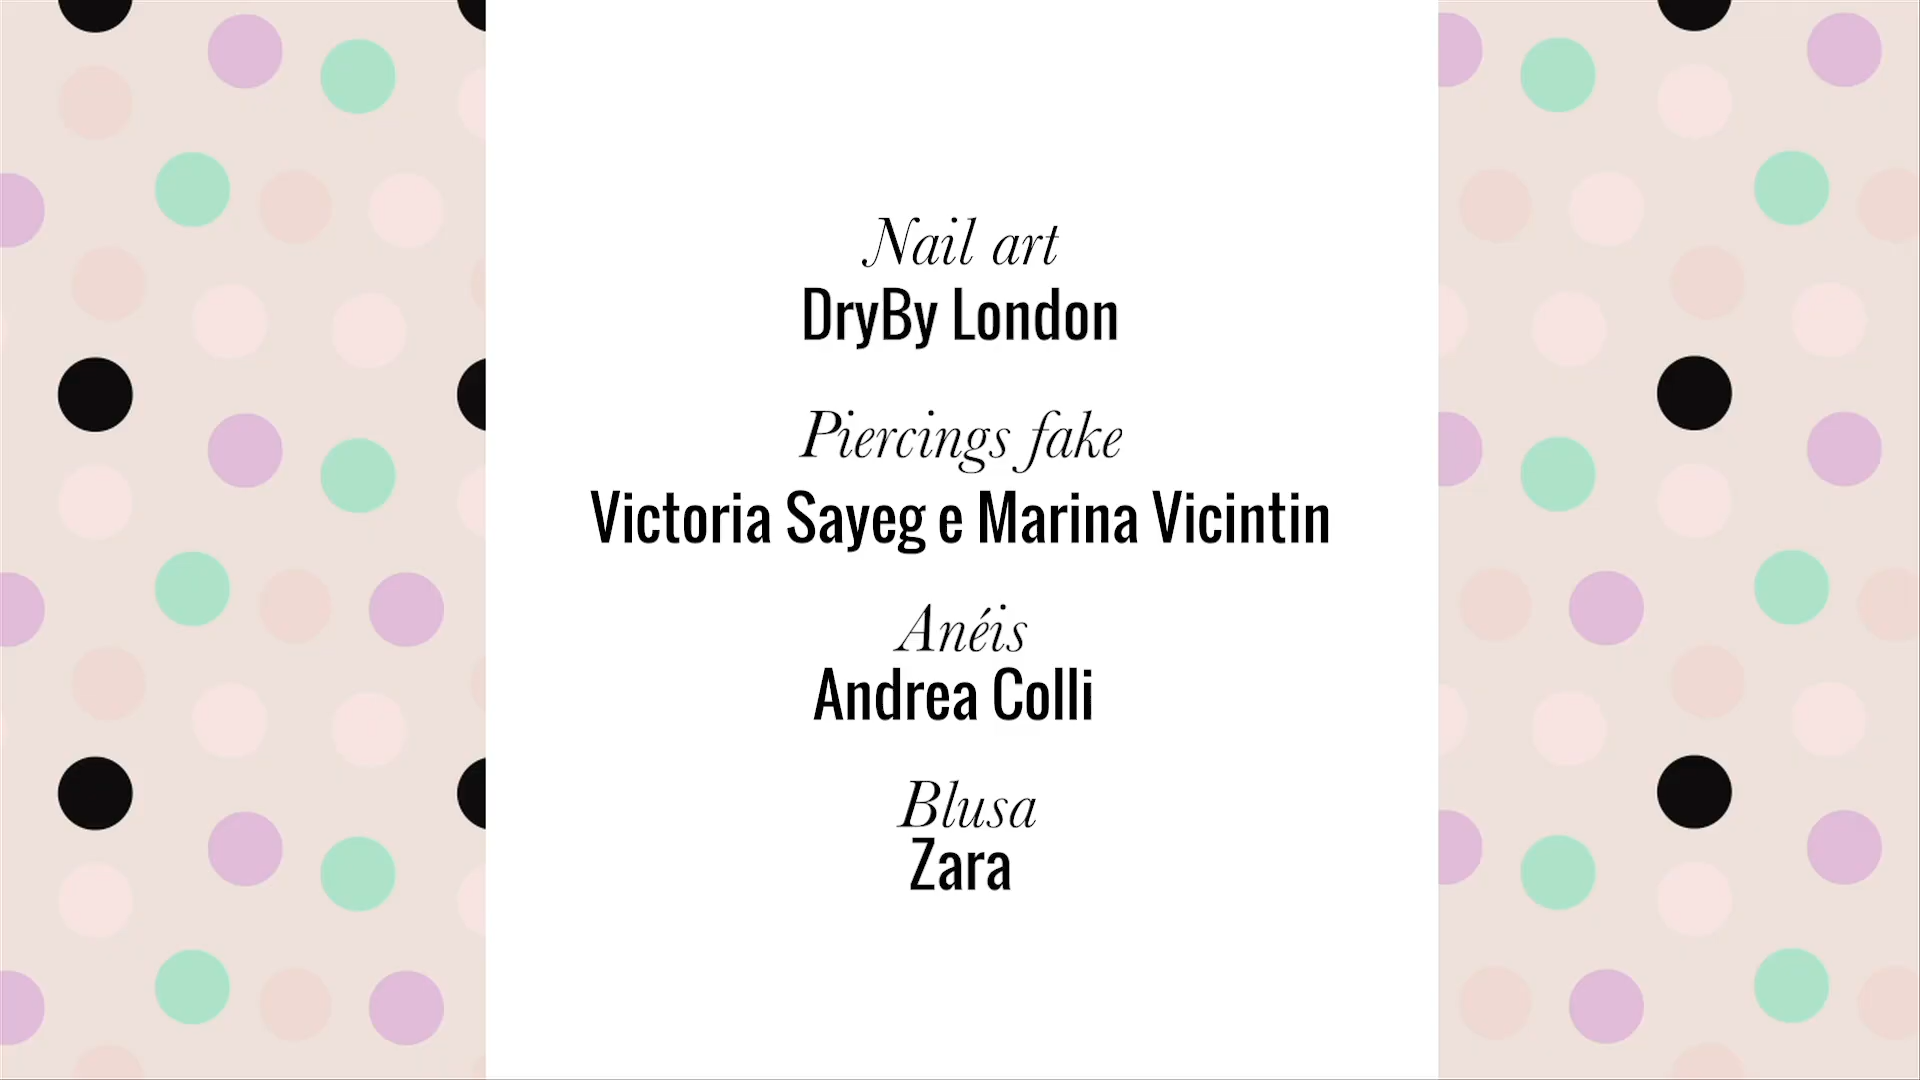 Nail art
DryBy London
Piercings fake
Victoria Sayeg e Marina Vicintin
Anéis
Andrea Colli
Blusa
Zara